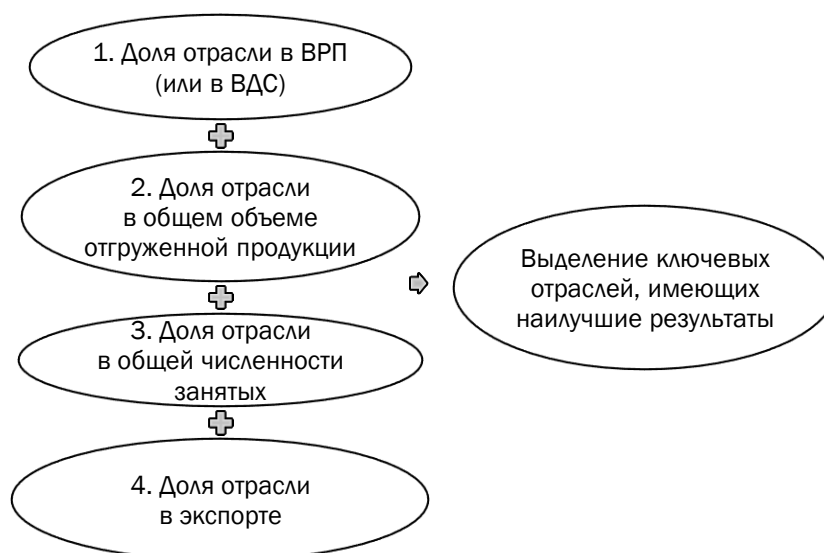 1. Доля отрасли в ВРП
(или в ВДС)
2. Доля отрасли
в общем объеме
отгруженной продукции
3. Доля отрасли
в общей численности
занятых
4. Доля отрасли
в экспорте
Выделение ключевых
отраслей, имеющих
наилучшие результаты